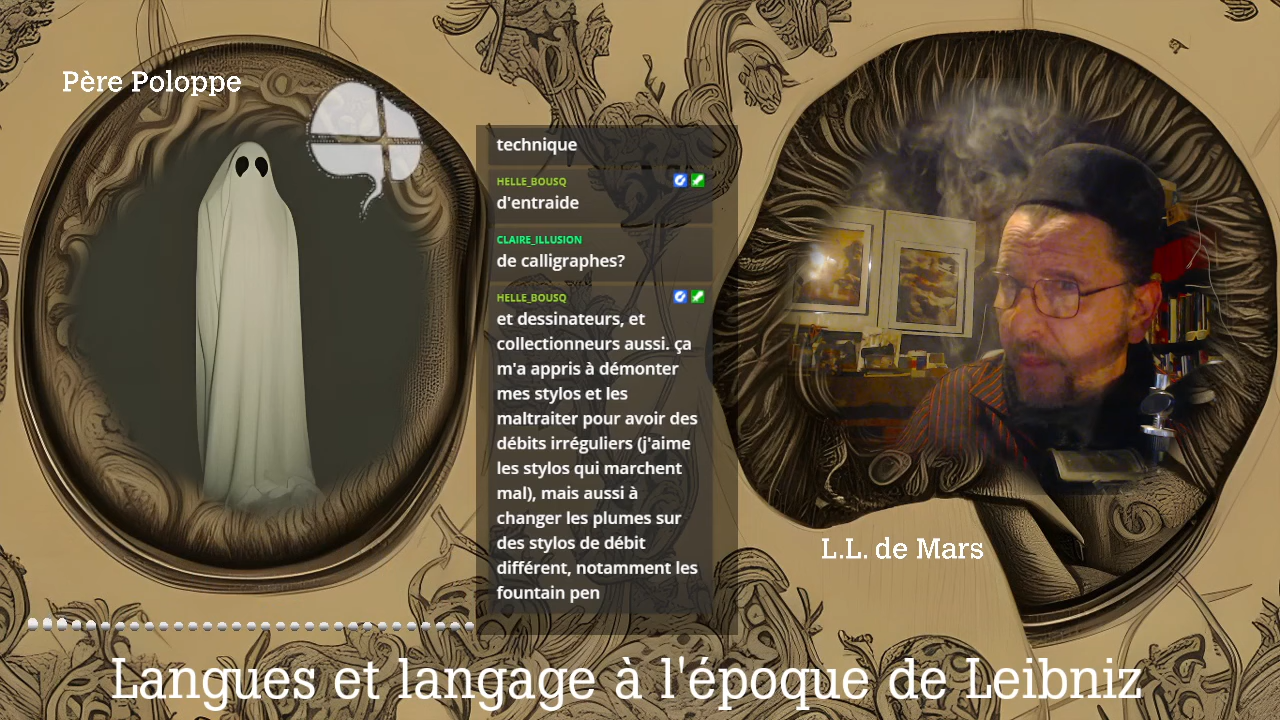 Père Poloppe
technique
HELLE_BOUSQ
d'entraide
CLAIRE_ILLUSION
de calligraphes?
HELLE_BOUSQ
et dessinateurs, et
collectionneurs aussi. ça
m'a appris à démonter
mes stylos et les
maltraiter pour avoir des
débits irréguliers (j'aime
les stylos qui marchent
mal), mais aussi à
changer les plumes sur
des stylos de débit
différent, notamment les
fountain pen
L.L. de Mars
Langues et langage à l'époque de Leibniz